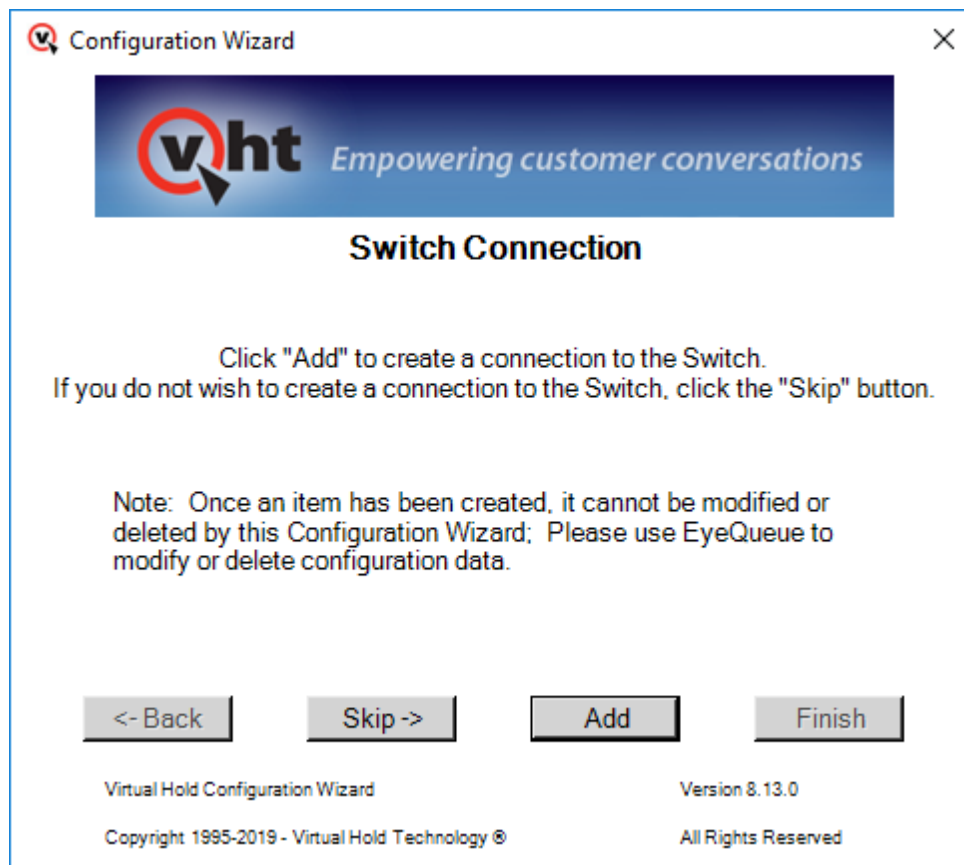 Configuration Wizard
vht Empowering customer conversations
Switch Connection
Click "Add" to create a connection to the Switch.
If you do not wish to create a connection to the Switch, click the "Skip" button.
Note:  Once an item has been created, it cannot be modified or
deleted by this Configuration Wizard;  Please use EyeQueue to
modify or delete configuration data.
<- Back Skip -> Add Finish
Virtual Hold Configuration Wizard Version 8.13.0
Copyright 1995-2019 - Virtual Hold Technology ® All Rights Reserved